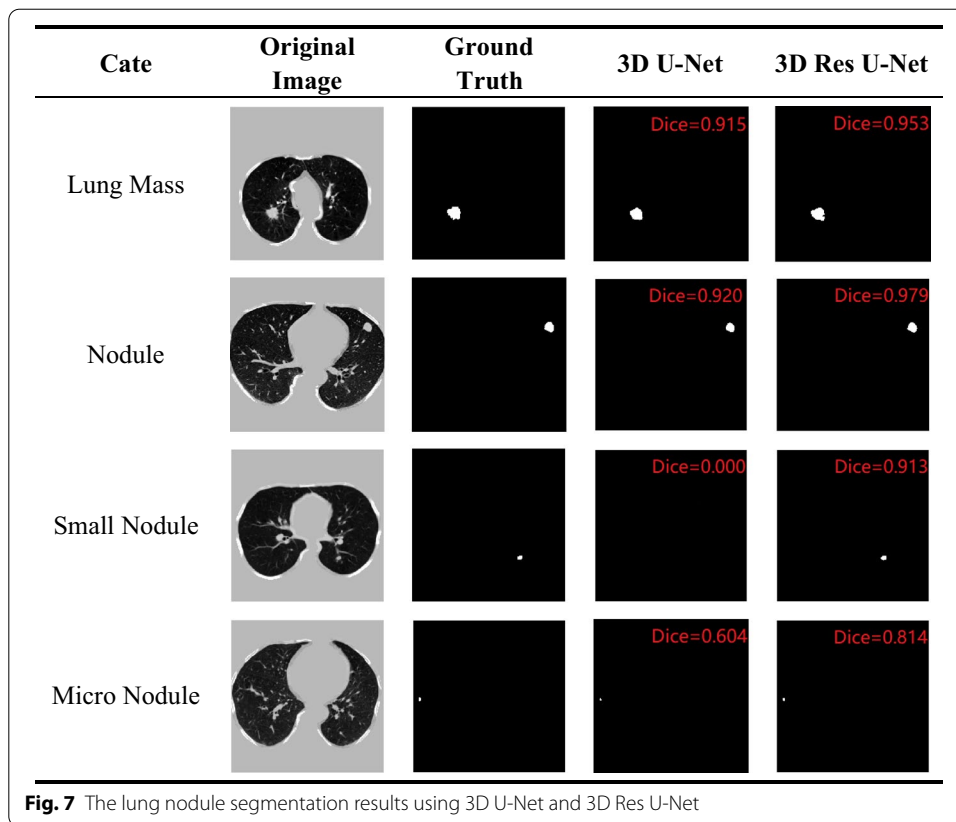 Cate
Original
Image
Ground
Truth
3D U-Net
3D Res U-Net
Lung Mass
Dice=0.915
Dice=0.953
Nodule
Dice=0.920
Dice=0.979
Small Nodule
Dice=0.000
Dice=0.913
Micro Nodule
Dice=0.604
Dice=0.814
Fig. 7 The lung nodule segmentation results using 3D U-Net and 3D Res U-Net